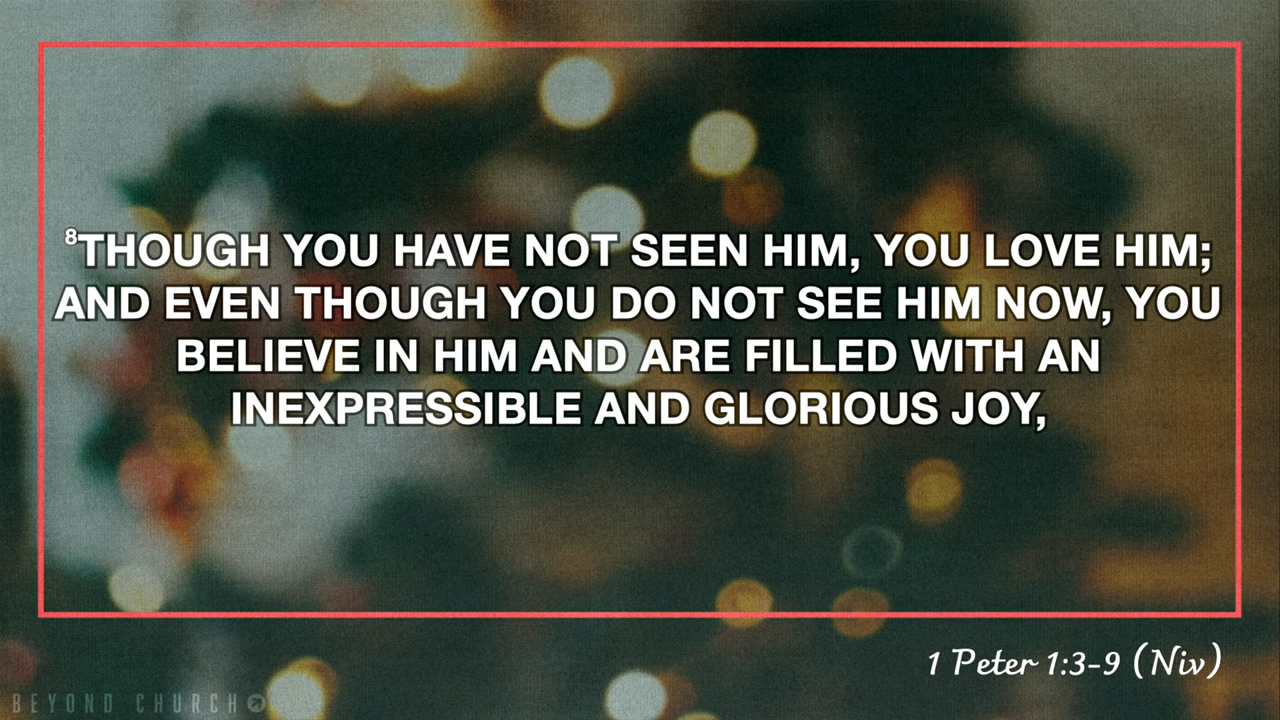 ⁸THOUGH YOU HAVE NOT SEEN HIM, YOU LOVE HIM;
AND EVEN THOUGH YOU DO NOT SEE HIM NOW, YOU
BELIEVE IN HIM AND ARE FILLED WITH AN
INEXPRESSIBLE AND GLORIOUS JOY,
1 Peter 1:3-9 (Niv)
BEYOND CHURCH